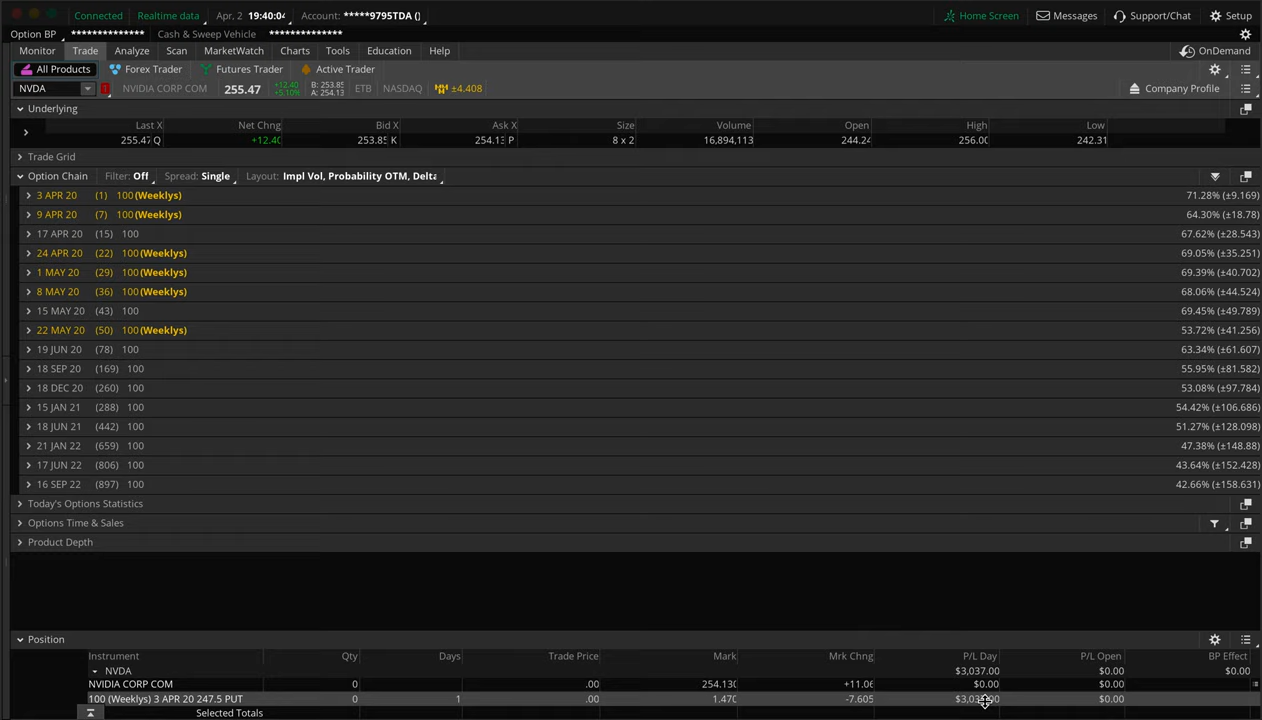 Connected Realtime data Apr, 2 19:40:04 Account: *****9795TDA () Home Screen Messages Support/Chat Setup
Option BP ************** Cash & Sweep Vehicle **************
Monitor Trade Analyze Scan MarketWatch Charts Tools Education Help OnDemand
All Products Forex Trader Futures Trader Active Trader
NVDA NVIDIA CORP COM 255.47 +12.40 +5.10% B: 253.85 A: 254.13 ETB NASDAQ ±4.408 Company Profile
Underlying
Last X Net Chng Bid X Ask X Size Volume Open High Low
255.47 Q +12.40 253.85 K 254.13 P 8 x 2 16,894,113 244.24 256.00 242.31
Trade Grid
Option Chain Filter: Off Spread: Single Layout: Impl Vol, Probability OTM, Delta
3 APR 20 (1) 100 (Weeklys) 71.28% (±9.169)
9 APR 20 (7) 100 (Weeklys) 64.30% (±18.78)
17 APR 20 (15) 100 67.62% (±28.543)
24 APR 20 (22) 100 (Weeklys) 69.05% (±35.251)
1 MAY 20 (29) 100 (Weeklys) 69.39% (±40.702)
8 MAY 20 (36) 100 (Weeklys) 68.06% (±44.524)
15 MAY 20 (43) 100 69.45% (±49.789)
22 MAY 20 (50) 100 (Weeklys) 53.72% (±41.256)
19 JUN 20 (78) 100 63.34% (±61.607)
18 SEP 20 (169) 100 55.95% (±81.582)
18 DEC 20 (260) 100 53.08% (±97.784)
15 JAN 21 (288) 100 54.42% (±106.686)
18 JUN 21 (442) 100 51.27% (±128.098)
21 JAN 22 (659) 100 47.38% (±148.88)
17 JUN 22 (806) 100 43.64% (±152.428)
16 SEP 22 (897) 100 42.66% (±158.631)
Today's Options Statistics
Options Time & Sales
Product Depth
Position
Instrument Qty Days Trade Price Mark Mrk Chng P/L Day P/L Open BP Effect
NVDA $3,037.00 $0.00 $0.00
NVIDIA CORP COM 0 .00 254.130 +11.06 $0.00 $0.00
100 (Weeklys) 3 APR 20 247.5 PUT 0 1 .00 1.470 -7.605 $0.00
Selected Totals